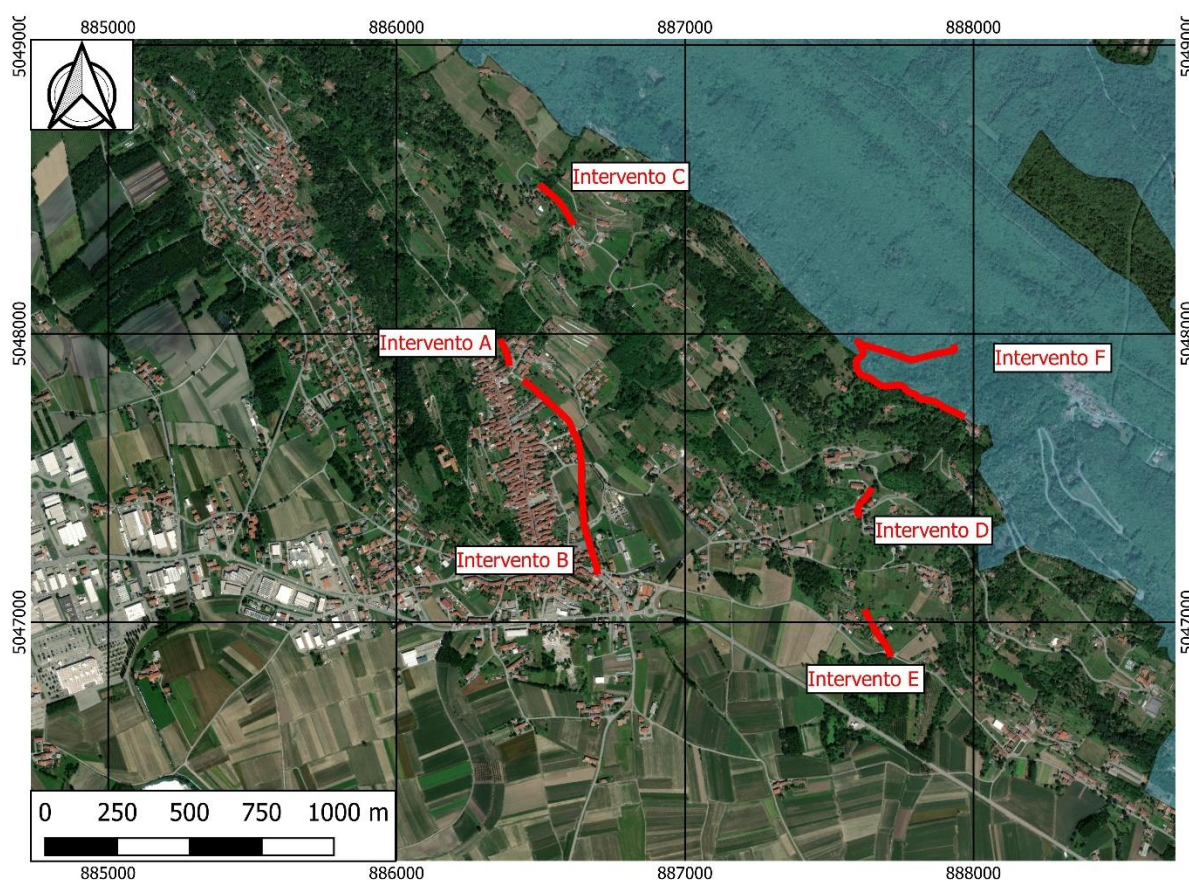 885000
886000
887000
888000
5049000
5049000
Intervento C
5048000
5048000
Intervento A
Intervento F
Intervento D
Intervento B
5047000
5047000
Intervento E
0 250 500 750 1000 m
885000
886000
887000
888000